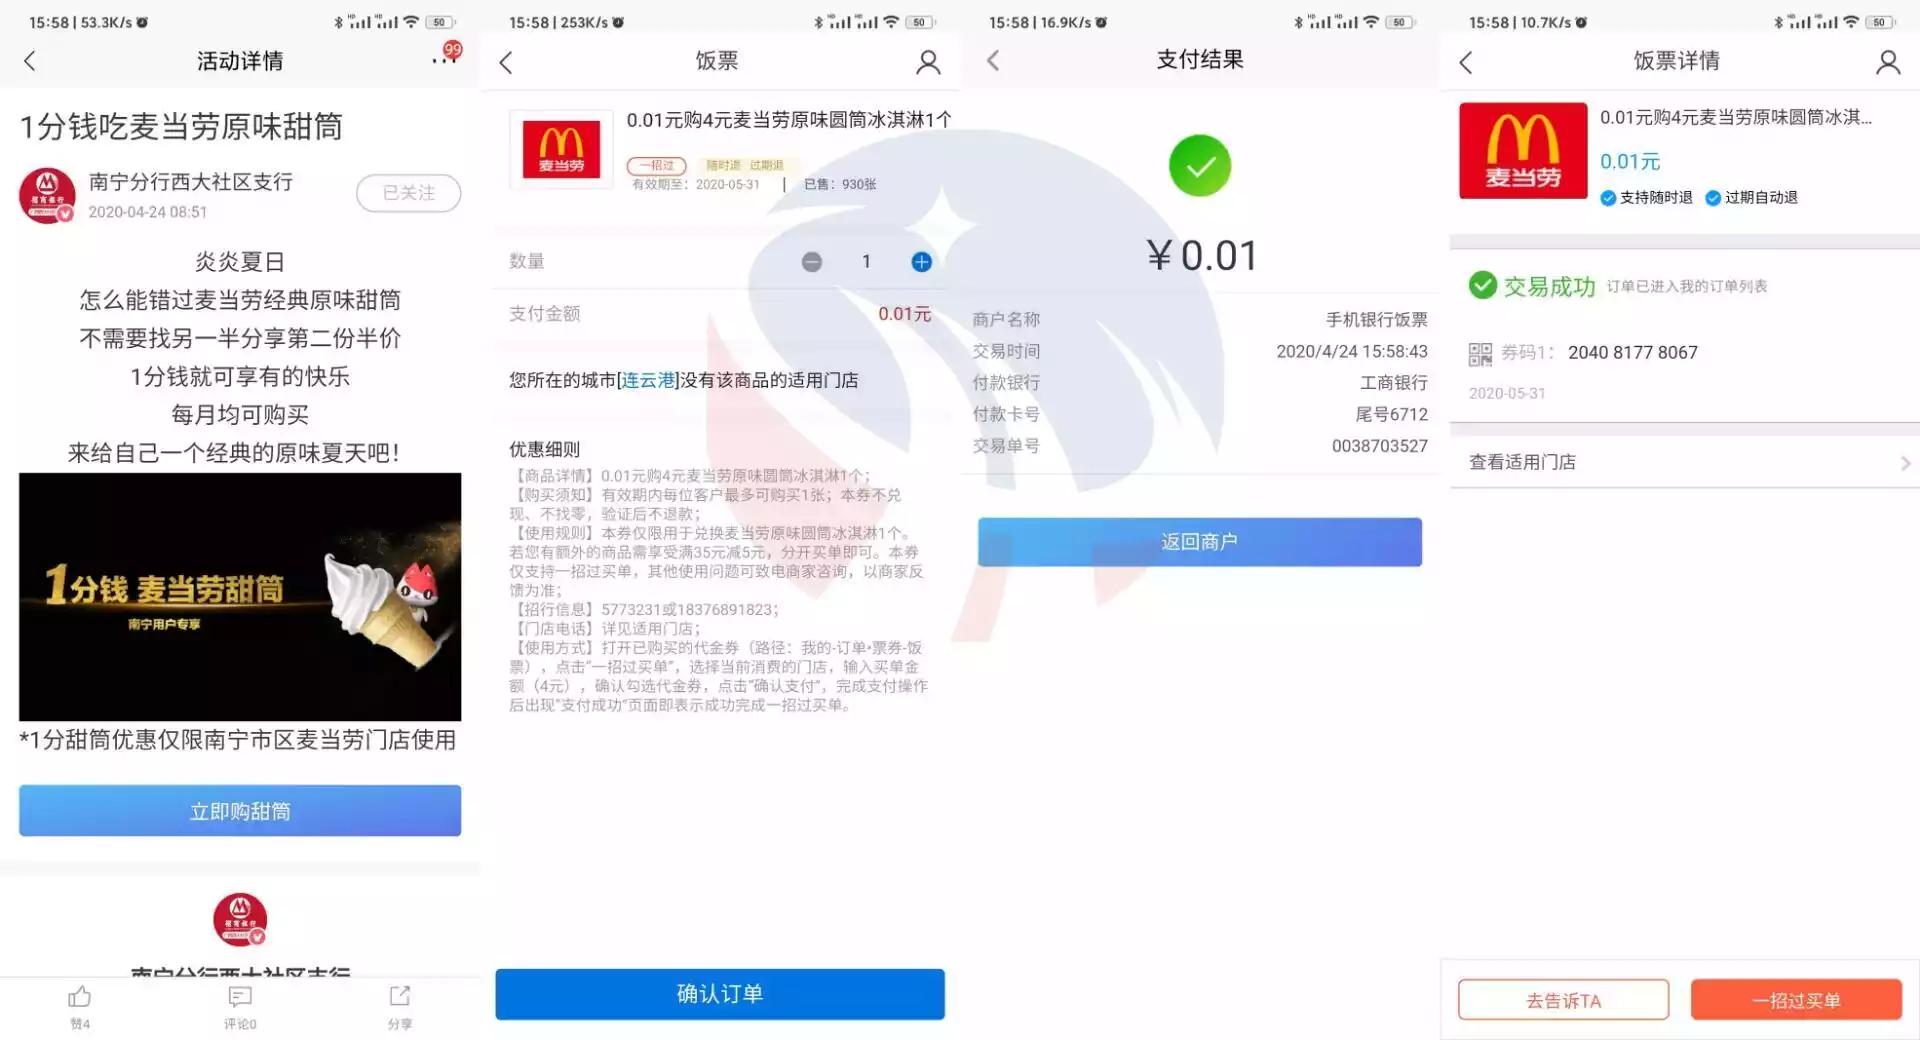 15:58 | 53.3K/s
50
活动详情
99
1分钱吃麦当劳原味甜筒
招商银行
南宁分行西大社区支行
2020-04-24 08:51
已关注
炎炎夏日
怎么能错过麦当劳经典原味甜筒
不需要找另一半分享第二份半价
1分钱就可享有的快乐
每月均可购买
来给自己一个经典的原味夏天吧!
1分钱 麦当劳甜筒
南宁用户专享
*1分甜筒优惠仅限南宁市区麦当劳门店使用
立即购甜筒
招商银行
南宁分行西大社区支行
赞4
评论0
分享
15:58 | 253K/s
50
饭票
麦当劳
0.01元购4元麦当劳原味圆筒冰淇淋1个
一招过
随时退 过期退
有效期至：2020-05-31 | 已售：930张
数量
1
支付金额
0.01元
您所在的城市[连云港]没有该商品的适用门店
优惠细则
【商品详情】0.01元购4元麦当劳原味圆筒冰淇淋1个；
【购买须知】有效期内每位客户最多可购买1张；本券不兑
现、不找零，验证后不退款；
【使用规则】本券仅限用于兑换麦当劳原味圆筒冰淇淋1个。
若您有额外的商品需享受满35元减5元，分开买单即可。本券
仅支持一招过买单，其他使用问题可致电商家咨询，以商家反
馈为准；
【招行信息】5773231或18376891823；
【门店电话】详见适用门店；
【使用方式】打开已购买的代金券（路径：我的-订单·票券-饭
票），点击“一招过买单”，选择当前消费的门店，输入买单金
额（4元），确认勾选代金券，点击“确认支付”，完成支付操作
后出现“支付成功”页面即表示成功完成一招过买单。
确认订单
15:58 | 16.9K/s
50
支付结果
￥0.01
商户名称
手机银行饭票
交易时间
2020/4/24 15:58:43
付款银行
工商银行
付款卡号
尾号6712
交易单号
0038703527
返回商户
15:58 | 10.7K/s
50
饭票详情
麦当劳
0.01元购4元麦当劳原味圆筒冰淇...
0.01元
支持随时退 过期自动退
交易成功 订单已进入我的订单列表
券码1： 2040 8177 8067
2020-05-31
查看适用门店
去告诉TA
一招过买单